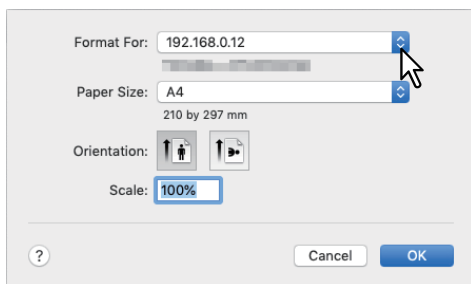 Format For: 192.168.0.12
Paper Size: A4
210 by 297 mm
Orientation:
Scale: 100%
? Cancel OK